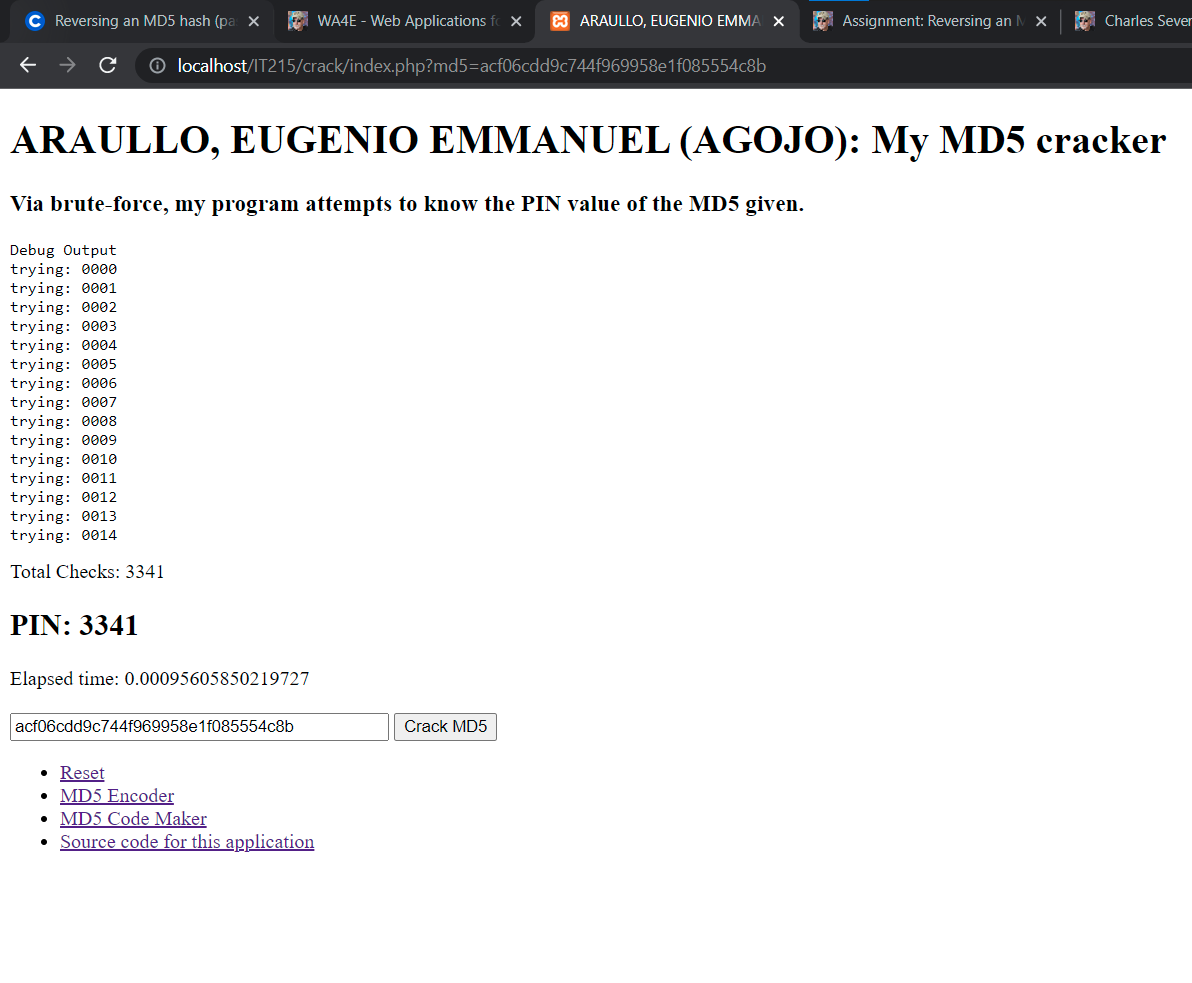 Reversing an MD5 hash (pa
WA4E - Web Applications fo
ARAULLO, EUGENIO EMMA
Assignment: Reversing an M
Charles Sever
localhost/IT215/crack/index.php?md5=acf06cdd9c744f969958e1f085554c8b
ARAULLO, EUGENIO EMMANUEL (AGOJO): My MD5 cracker
Via brute-force, my program attempts to know the PIN value of the MD5 given.
Debug Output
trying: 0000
trying: 0001
trying: 0002
trying: 0003
trying: 0004
trying: 0005
trying: 0006
trying: 0007
trying: 0008
trying: 0009
trying: 0010
trying: 0011
trying: 0012
trying: 0013
trying: 0014
Total Checks: 3341
PIN: 3341
Elapsed time: 0.00095605850219727
acf06cdd9c744f969958e1f085554c8b Crack MD5
Reset
MD5 Encoder
MD5 Code Maker
Source code for this application